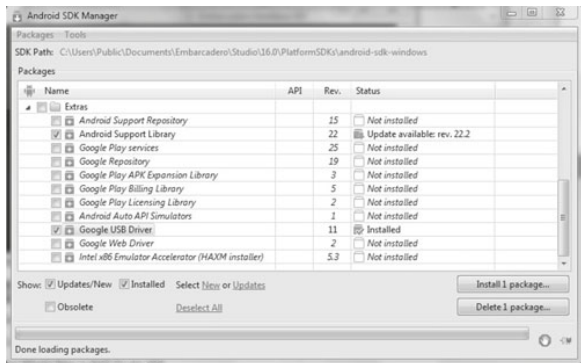 Android SDK Manager
Packages Tools
SDK Path: C:\Users\Public\Documents\Embarcadero\Studio\16.0\PlatformSDKs\android-sdk-windows
Packages
Name API Rev. Status
Extras
Android Support Repository 15 Not installed
Android Support Library 22 Update available: rev. 22.2
Google Play services 25 Not installed
Google Repository 19 Not installed
Google Play APK Expansion Library 3 Not installed
Google Play Billing Library 5 Not installed
Google Play Licensing Library 2 Not installed
Android Auto API Simulators 1 Not installed
Google USB Driver 11 Installed
Google Web Driver 2 Not installed
Intel x86 Emulator Accelerator (HAXM installer) 5.3 Not installed
Show: Updates/New Installed Select New or Updates Install 1 package...
Obsolete Deselect All Delete 1 package...
Done loading packages.